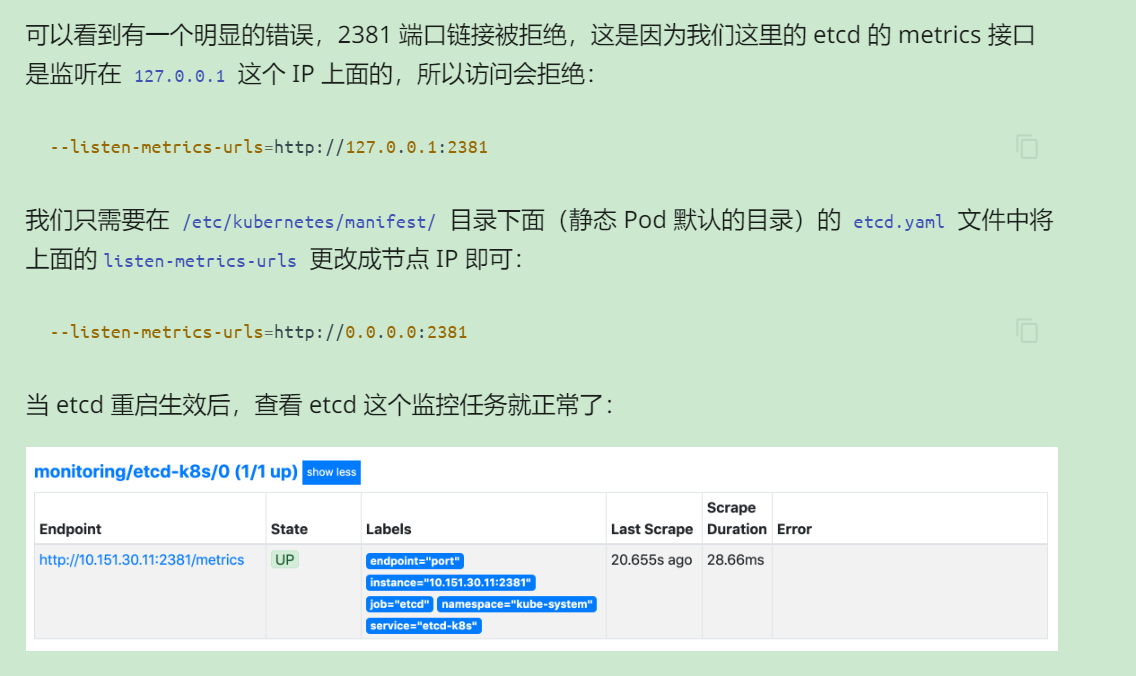 可以看到有一个明显的错误，2381 端口链接被拒绝，这是因为我们这里的 etcd 的 metrics 接口
是监听在 127.0.0.1 这个 IP 上面的，所以访问会拒绝：
--listen-metrics-urls=http://127.0.0.1:2381
我们只需要在 /etc/kubernetes/manifest/ 目录下面（静态 Pod 默认的目录）的 etcd.yaml 文件中将
上面的 listen-metrics-urls 更改成节点 IP 即可：
--listen-metrics-urls=http://0.0.0.0:2381
当 etcd 重启生效后，查看 etcd 这个监控任务就正常了：
monitoring/etcd-k8s/0 (1/1 up) show less
Endpoint State Labels Last Scrape Scrape Duration Error
http://10.151.30.11:2381/metrics UP endpoint="port" 20.655s ago 28.66ms
instance="10.151.30.11:2381"
job="etcd" namespace="kube-system"
service="etcd-k8s"